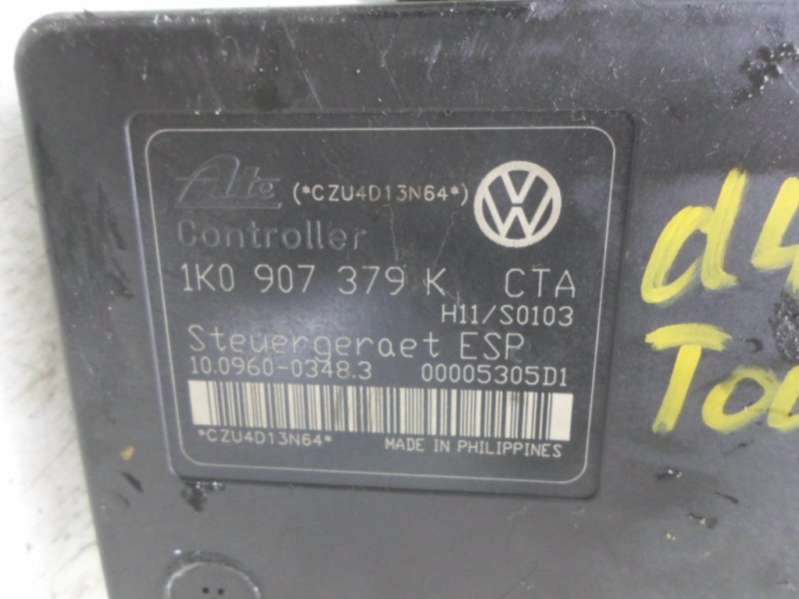 Ate (*CZU4D13N64*)
VW
Controller
1K0 907 379 K CTA
H11/S0103
Steuergeraet ESP
10.0960-0348.3 00005305D1
*CZU4D13N64* MADE IN PHILIPPINES